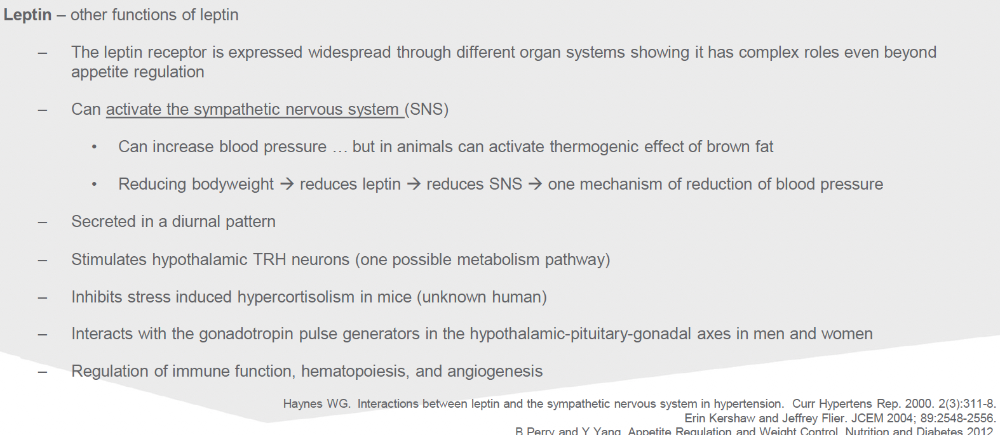 Leptin – other functions of leptin
– The leptin receptor is expressed widespread through different organ systems showing it has complex roles even beyond
appetite regulation
– Can activate the sympathetic nervous system (SNS)
• Can increase blood pressure … but in animals can activate thermogenic effect of brown fat
• Reducing bodyweight → reduces leptin → reduces SNS → one mechanism of reduction of blood pressure
– Secreted in a diurnal pattern
– Stimulates hypothalamic TRH neurons (one possible metabolism pathway)
– Inhibits stress induced hypercortisolism in mice (unknown human)
– Interacts with the gonadotropin pulse generators in the hypothalamic-pituitary-gonadal axes in men and women
– Regulation of immune function, hematopoiesis, and angiogenesis
Haynes WG. Interactions between leptin and the sympathetic nervous system in hypertension. Curr Hypertens Rep. 2000. 2(3):311-8.
Erin Kershaw and Jeffrey Flier. JCEM 2004; 89:2548-2556.
B Perry and Y Yang. Appetite Regulation and Weight Control. Nutrition and Diabetes 2012.